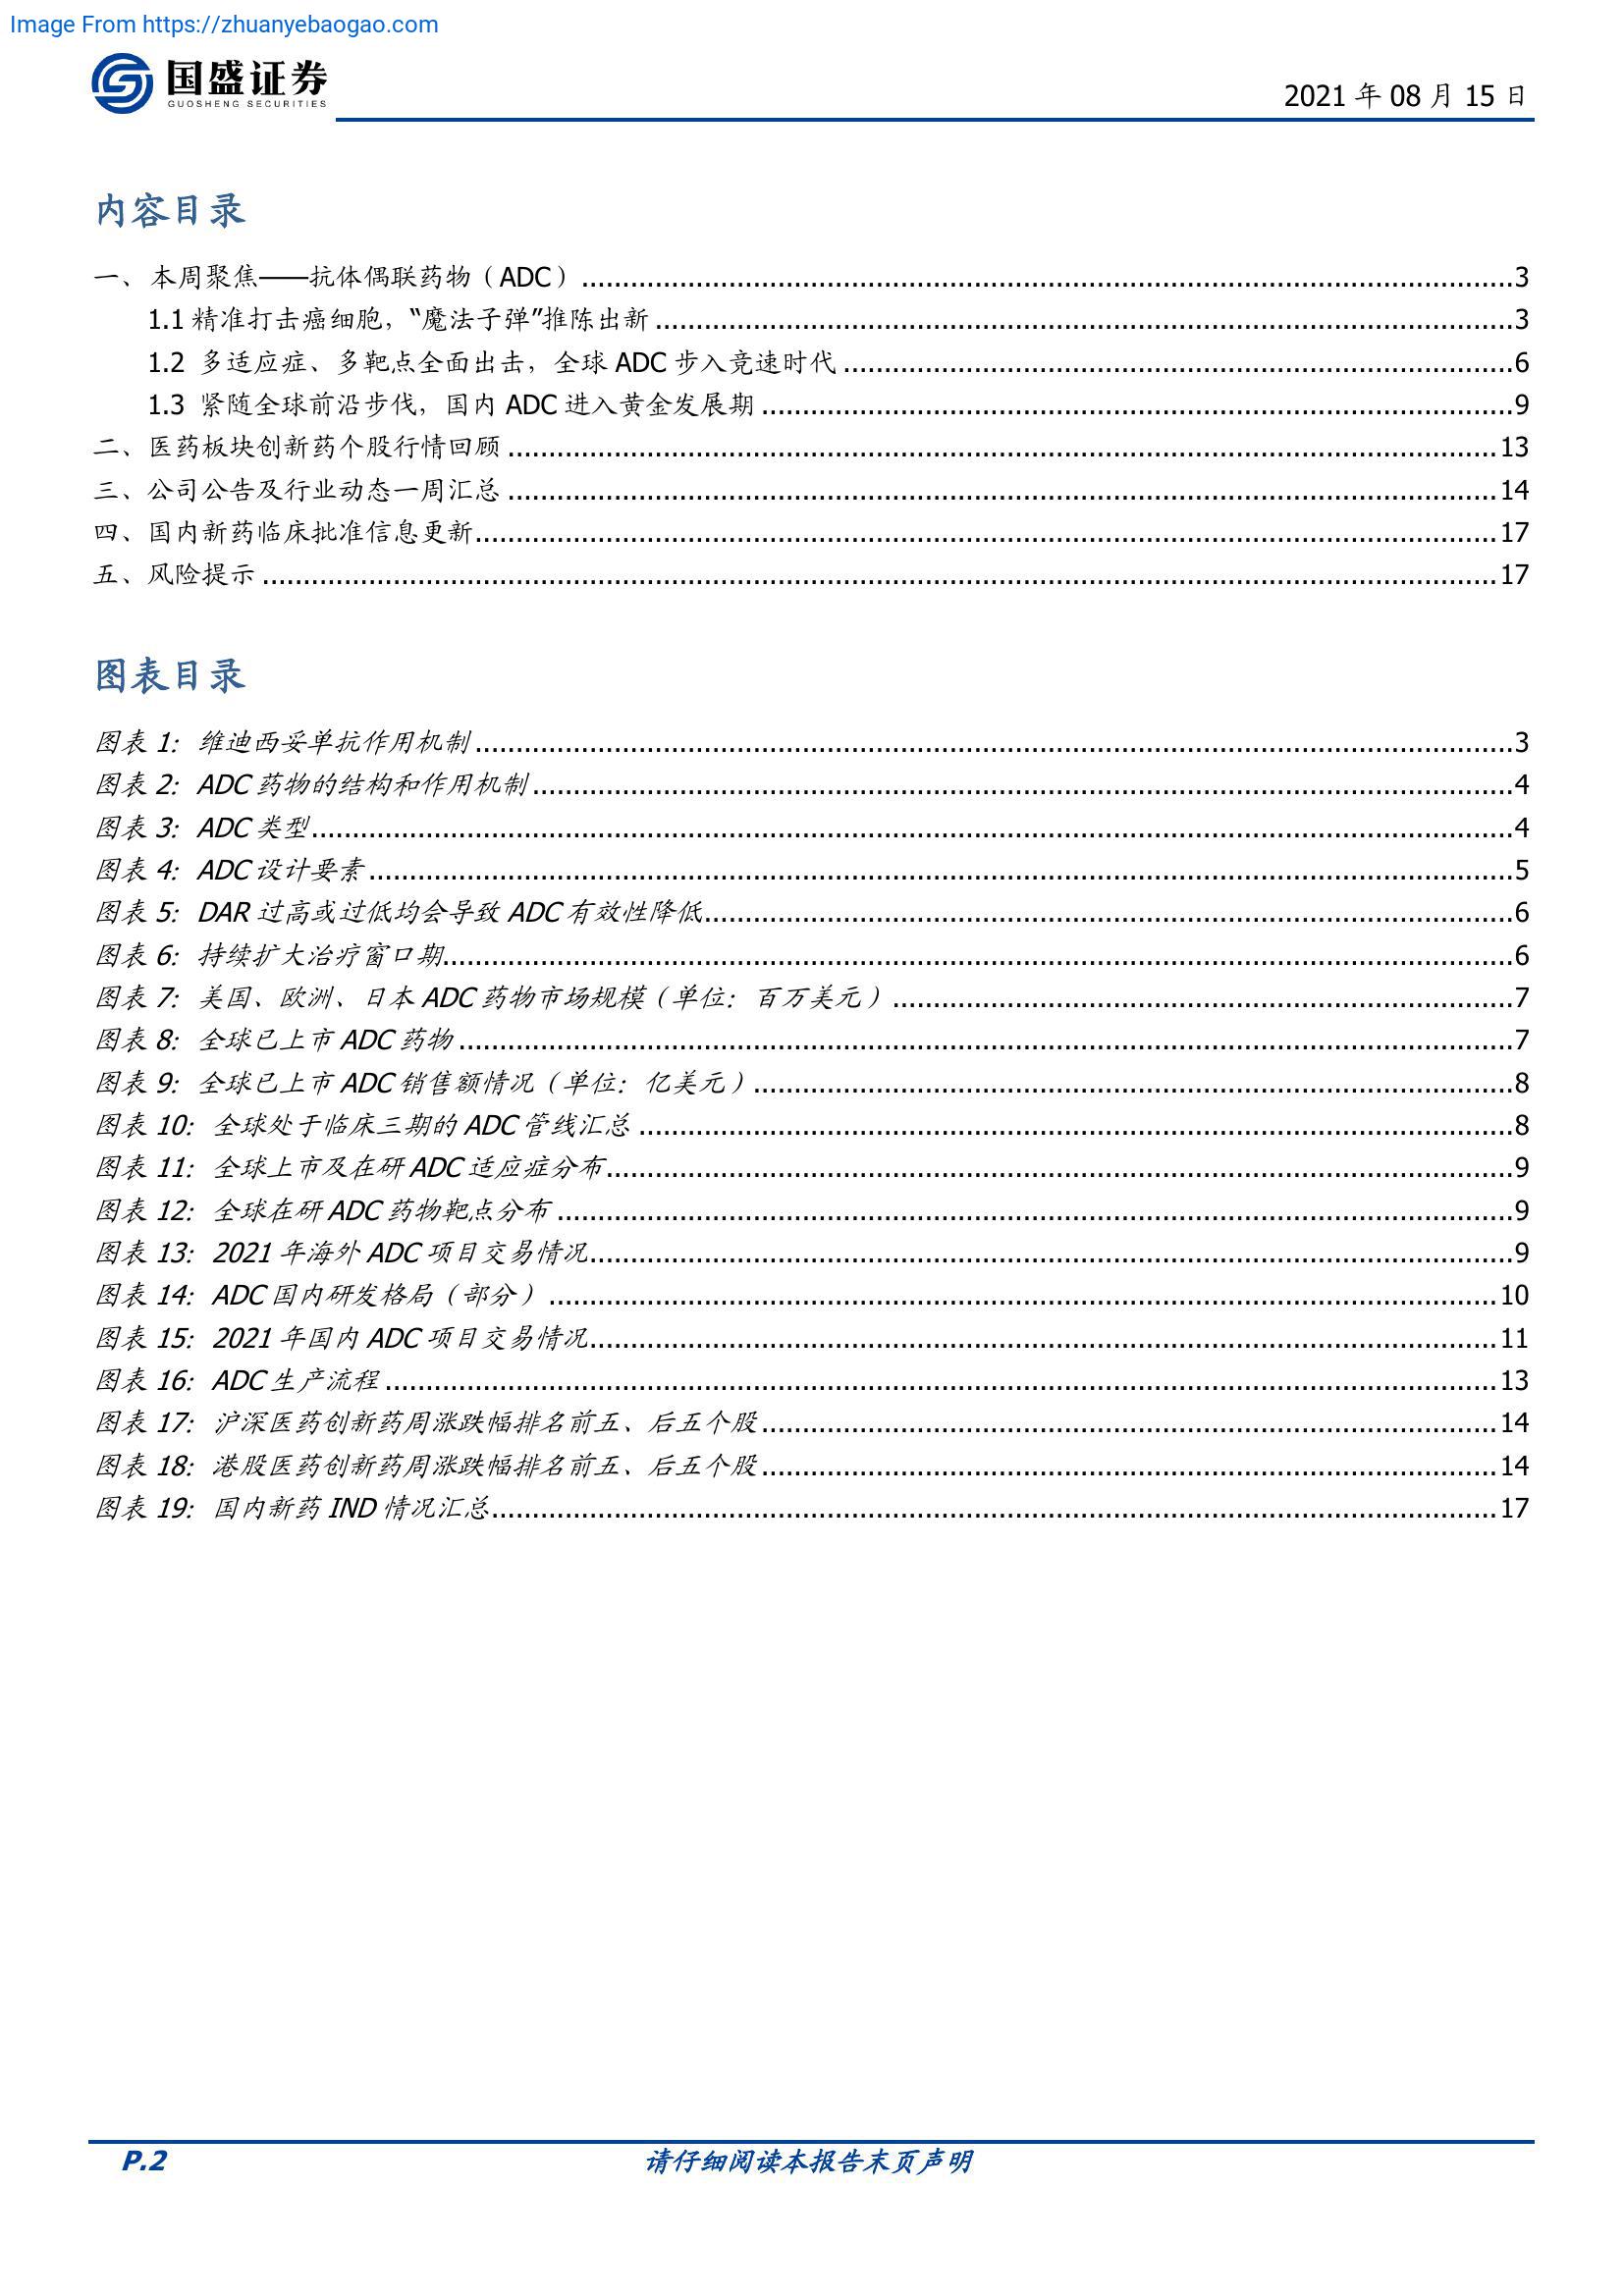 Image From https://zhuanyebaogao.com
国盛证券
GUOSHENG SECURITIES
2021 年 08 月 15 日
内容目录
一、本周聚焦——抗体偶联药物（ADC）......3
1.1 精准打击癌细胞，“魔法子弹”推陈出新......3
1.2 多适应症、多靶点全面出击，全球 ADC 步入竞速时代......6
1.3 紧随全球前沿步伐，国内 ADC 进入黄金发展期......9
二、医药板块创新药个股行情回顾......13
三、公司公告及行业动态一周汇总......14
四、国内新药临床批准信息更新......17
五、风险提示......17
图表目录
图表 1：维迪西妥单抗作用机制......3
图表 2：ADC 药物的结构和作用机制......4
图表 3：ADC 类型......4
图表 4：ADC 设计要素......5
图表 5：DAR 过高或过低均会导致 ADC 有效性降低......6
图表 6：持续扩大治疗窗口期......6
图表 7：美国、欧洲、日本 ADC 药物市场规模（单位：百万美元）......7
图表 8：全球已上市 ADC 药物......7
图表 9：全球已上市 ADC 销售额情况（单位：亿美元）......8
图表 10：全球处于临床三期的 ADC 管线汇总......8
图表 11：全球上市及在研 ADC 适应症分布......9
图表 12：全球在研 ADC 药物靶点分布......9
图表 13：2021 年海外 ADC 项目交易情况......9
图表 14：ADC 国内研发格局（部分）......10
图表 15：2021 年国内 ADC 项目交易情况......11
图表 16：ADC 生产流程......13
图表 17：沪深医药创新药周涨跌幅排名前五、后五个股......14
图表 18：港股医药创新药周涨跌幅排名前五、后五个股......14
图表 19：国内新药 IND 情况汇总......17
P.2
请仔细阅读本报告末页声明